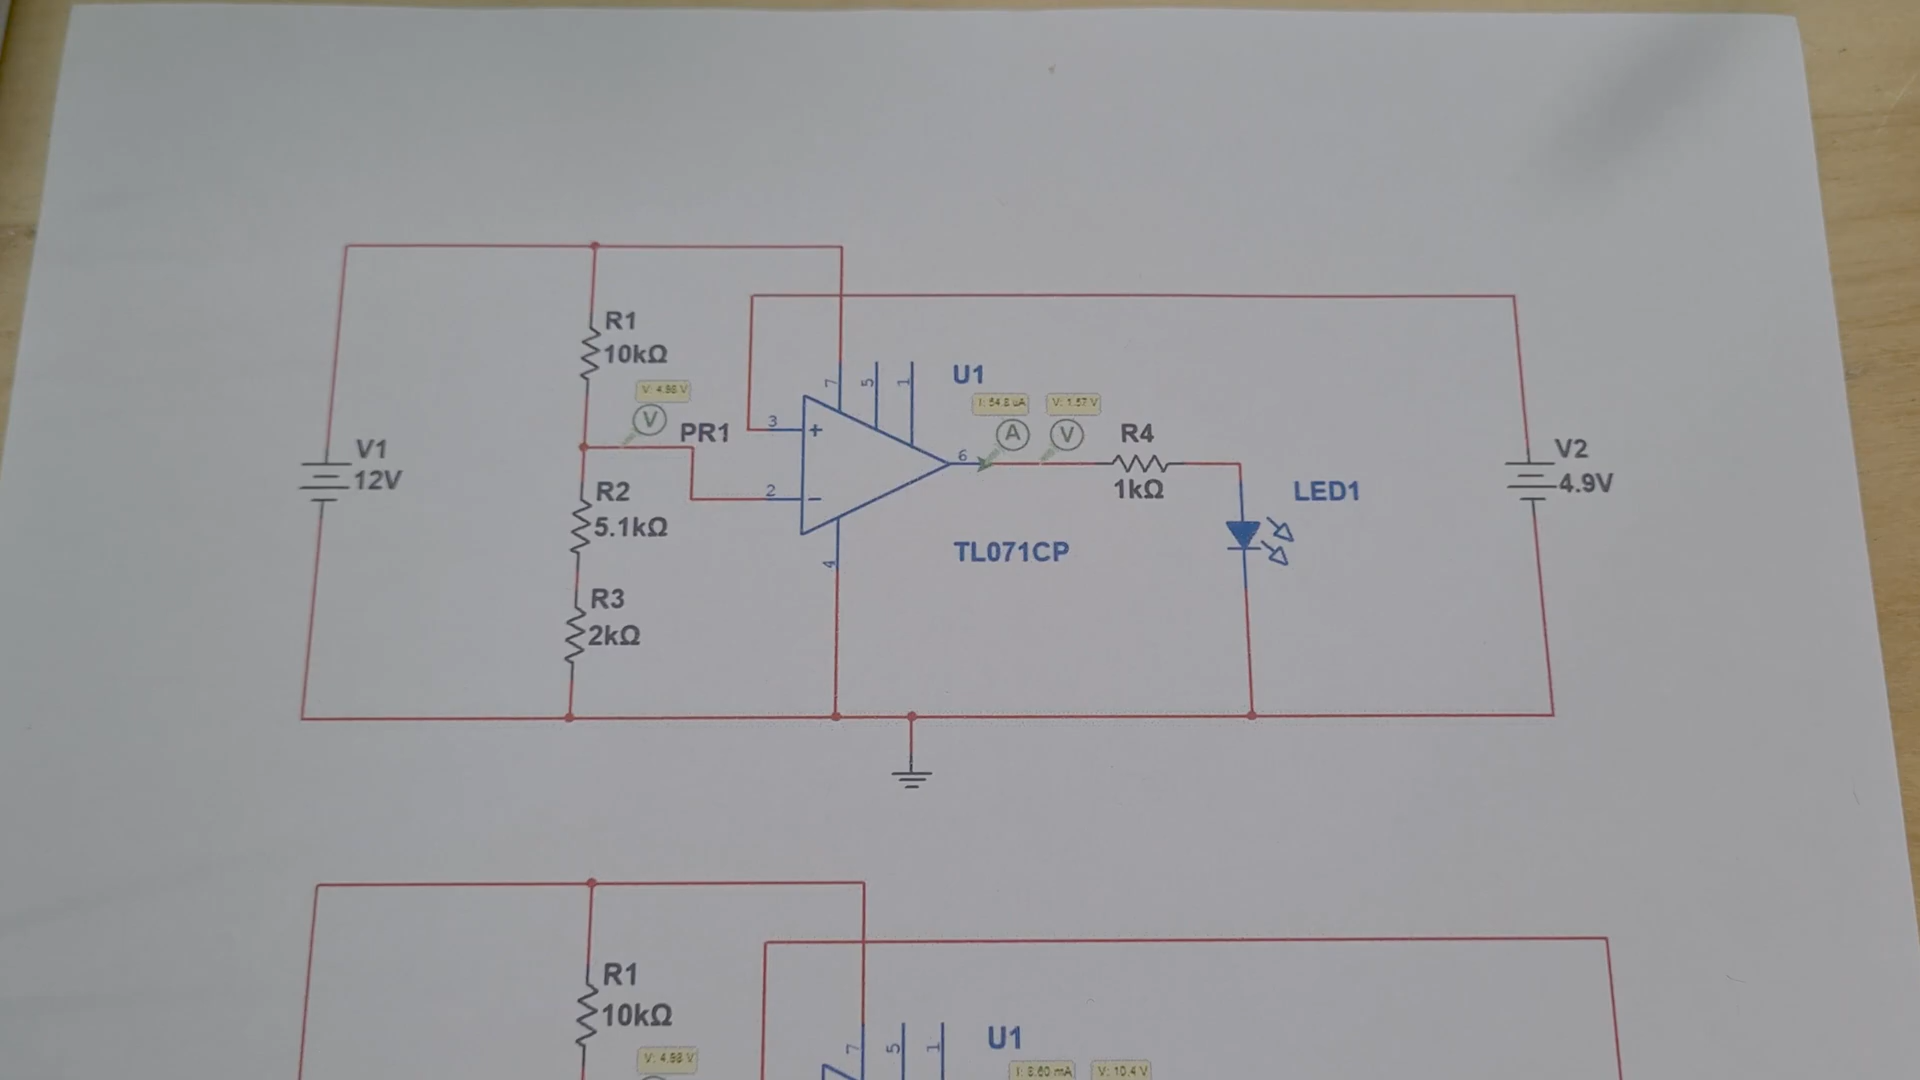 R1
10kΩ
V: 4.98 V
V
PR1
V1
12V
R2
5.1kΩ
R3
2kΩ
3
2
7
5
1
4
6
U1
TL071CP
I: 54.8 uA
V: 1.57 V
A
V
R4
1kΩ
LED1
V2
4.9V
R1
10kΩ
V: 4.98 V
7
5
1
U1
I: 8.60 mA
V: 10.4 V